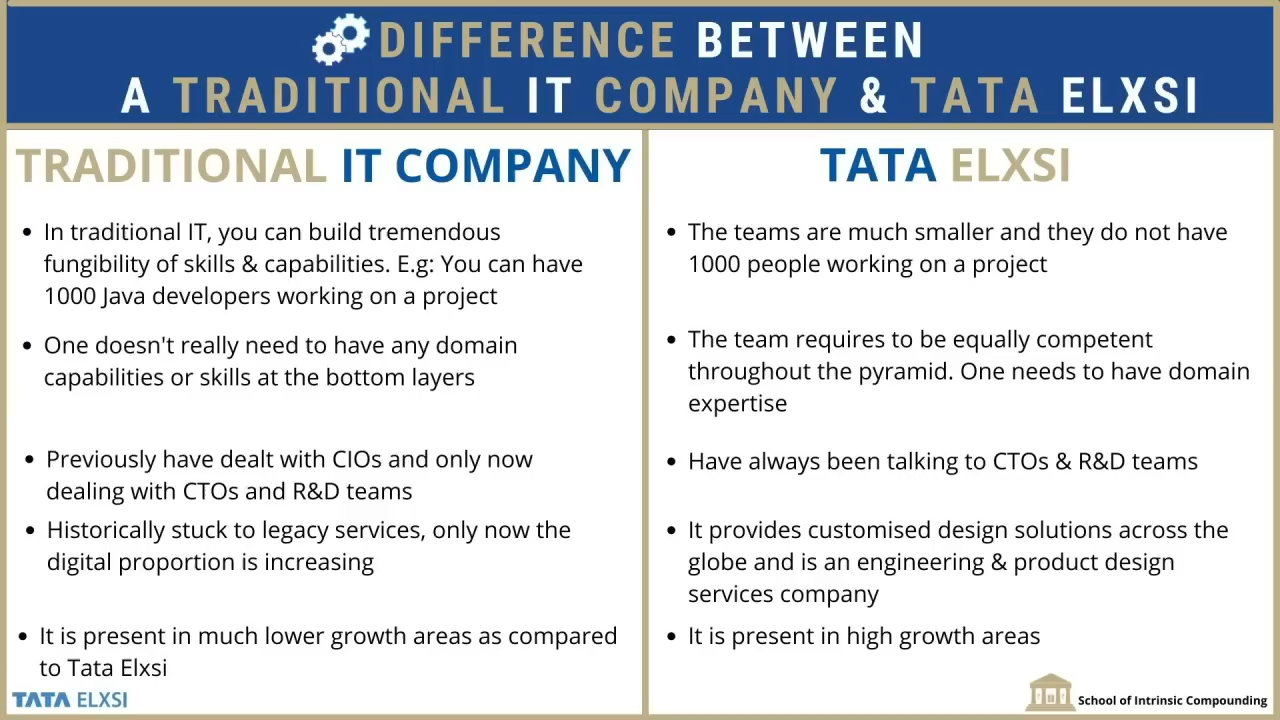 DIFFERENCE BETWEEN
A TRADITIONAL IT COMPANY & TATA ELXSI
TRADITIONAL IT COMPANY
• In traditional IT, you can build tremendous
fungibility of skills & capabilities. E.g: You can have
1000 Java developers working on a project
• One doesn't really need to have any domain
capabilities or skills at the bottom layers
• Previously have dealt with CIOs and only now
dealing with CTOs and R&D teams
• Historically stuck to legacy services, only now the
digital proportion is increasing
• It is present in much lower growth areas as compared
to Tata Elxsi
TATA ELXSI
TATA ELXSI
• The teams are much smaller and they do not have
1000 people working on a project
• The team requires to be equally competent
throughout the pyramid. One needs to have domain
expertise
• Have always been talking to CTOs & R&D teams
• It provides customised design solutions across the
globe and is an engineering & product design
services company
• It is present in high growth areas
School of Intrinsic Compounding